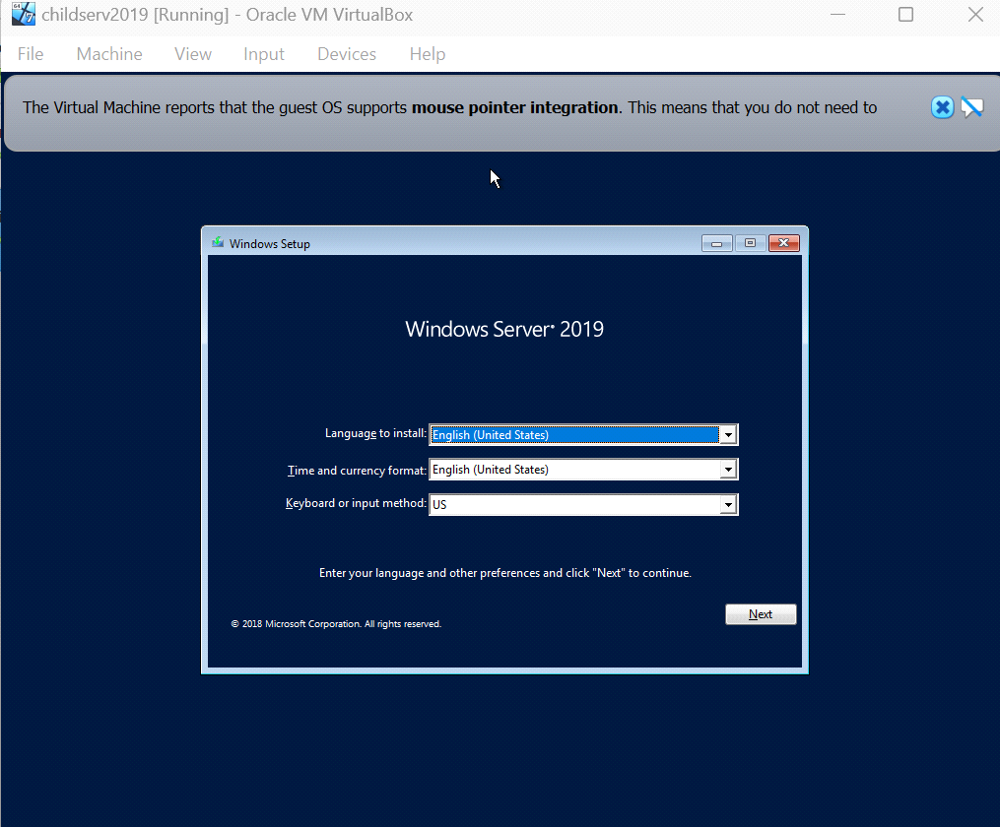 childserv2019 [Running] - Oracle VM VirtualBox
File Machine View Input Devices Help
The Virtual Machine reports that the guest OS supports mouse pointer integration. This means that you do not need to
Windows Setup
Windows Server® 2019
Language to install: English (United States)
Time and currency format: English (United States)
Keyboard or input method: US
Enter your language and other preferences and click "Next" to continue.
Next
© 2018 Microsoft Corporation. All rights reserved.